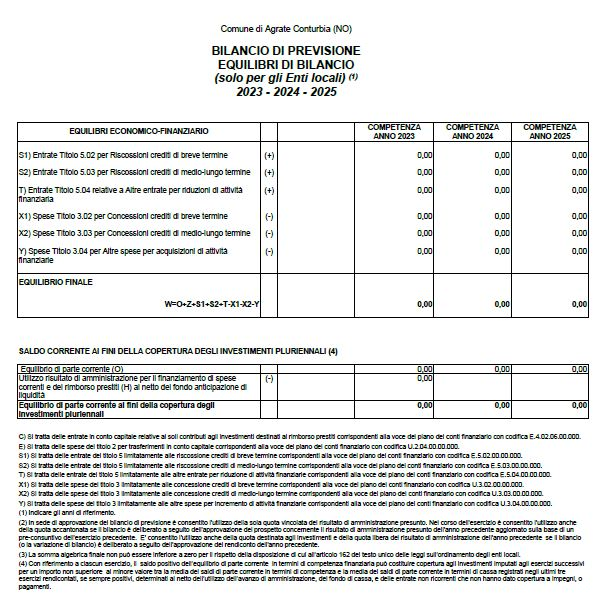 Comune di Agrate Conturbia (NO)
BILANCIO DI PREVISIONE
EQUILIBRI DI BILANCIO
(solo per gli Enti locali) (1)
2023 - 2024 - 2025
EQUILIBRI ECONOMICO-FINANZIARIO COMPETENZA ANNO 2023 COMPETENZA ANNO 2024 COMPETENZA ANNO 2025
S1) Entrate Titolo 5.02 per Riscossioni crediti di breve termine (+) 0,00 0,00 0,00
S2) Entrate Titolo 5.03 per Riscossioni crediti di medio-lungo termine (+) 0,00 0,00 0,00
T) Entrate Titolo 5.04 relative a Altre entrate per riduzioni di attività (+) 0,00 0,00 0,00
finanziaria
X1) Spese Titolo 3.02 per Concessioni crediti di breve termine (-) 0,00 0,00 0,00
X2) Spese Titolo 3.03 per Concessioni crediti di medio-lungo termine (-) 0,00 0,00 0,00
Y) Spese Titolo 3.04 per Altre spese per acquisizioni di attività (-) 0,00 0,00 0,00
finanziarie
EQUILIBRIO FINALE
W=O+Z+S1+S2+T-X1-X2-Y 0,00 0,00 0,00
SALDO CORRENTE AI FINI DELLA COPERTURA DEGLI INVESTIMENTI PLURIENNALI (4)
Equilibrio di parte corrente (O) 0,00 0,00 0,00
Utilizzo risultato di amministrazione per il finanziamento di spese (-) 0,00
correnti e del rimborso prestiti (H) al netto del fondo anticipazione di
liquidità
Equilibrio di parte corrente ai fini della copertura degli 0,00 0,00 0,00
investimenti pluriennali
C) Si tratta delle entrate in conto capitale relative ai soli contributi agli investimenti destinati al rimborso prestiti corrispondenti alla voce del piano dei conti finanziario con codifica E.4.02.06.00.000.
E) Si tratta delle spese del titolo 2 per trasferimenti in conto capitale corrispondenti alla voce del piano dei conti finanziario con codifica U.2.04.00.00.000.
S1) Si tratta delle entrate del titolo 5 limitatamente alle riscossione crediti di breve termine corrispondenti alla voce del piano dei conti finanziario con codifica E.5.02.00.00.000.
S2) Si tratta delle entrate del titolo 5 limitatamente alle riscossione crediti di medio-lungo termine corrispondenti alla voce del piano dei conti finanziario con codifica E.5.03.00.00.000.
T) Si tratta delle entrate del titolo 5 limitatamente alle altre entrate per riduzione di attività finanziarie corrispondenti alla voce del piano dei conti finanziario con codifica E.5.04.00.00.000.
X1) Si tratta delle spese del titolo 3 limitatamente alle concessione crediti di breve termine corrispondenti alla voce del piano dei conti finanziario con codifica U.3.02.00.00.000.
X2) Si tratta delle spese del titolo 3 limitatamente alle concessione crediti di medio-lungo termine corrispondenti alla voce del piano dei conti finanziario con codifica U.3.03.00.00.000.
Y) Si tratta delle spese del titolo 3 limitatamente alle altre spese per incremento di attività finanziarie corrispondenti alla voce del piano dei conti finanziario con codifica U.3.04.00.00.000.
(1) Indicare gli anni di riferimento.
(2) In sede di approvazione del bilancio di previsione è consentito l'utilizzo della sola quota vincolata del risultato di amministrazione presunto. Nel corso dell'esercizio è consentito l'utilizzo anche
della quota accantonata se il bilancio è deliberato a seguito dell'approvazione del prospetto concernente il risultato di amministrazione presunto dell'anno precedente aggiornato sulla base di un
pre-consuntivo dell'esercizio precedente. E' consentito l'utilizzo anche della quota destinata agli investimenti e della quota libera del risultato di amministrazione dell'anno precedente se il bilancio
(o la variazione di bilancio) è deliberato a seguito dell'approvazione del rendiconto dell'anno precedente.
(3) La somma algebrica finale non può essere inferiore a zero per il rispetto della disposizione di cui all'articolo 162 del testo unico delle leggi sull'ordinamento degli enti locali.
(4) Con riferimento a ciascun esercizio, il saldo positivo dell'equilibrio di parte corrente in termini di competenza finanziaria può costituire copertura agli investimenti imputati agli esercizi successivi
per un importo non superiore al minore valore tra la media dei saldi di parte corrente in termini di competenza e la media dei saldi di parte corrente in termini di cassa registrati negli ultimi tre
esercizi rendicontati, se sempre positivi, determinati al netto dell'utilizzo dell'avanzo di amministrazione, del fondo di cassa, e delle entrate non ricorrenti che non hanno dato copertura a impegni, o
pagamenti.